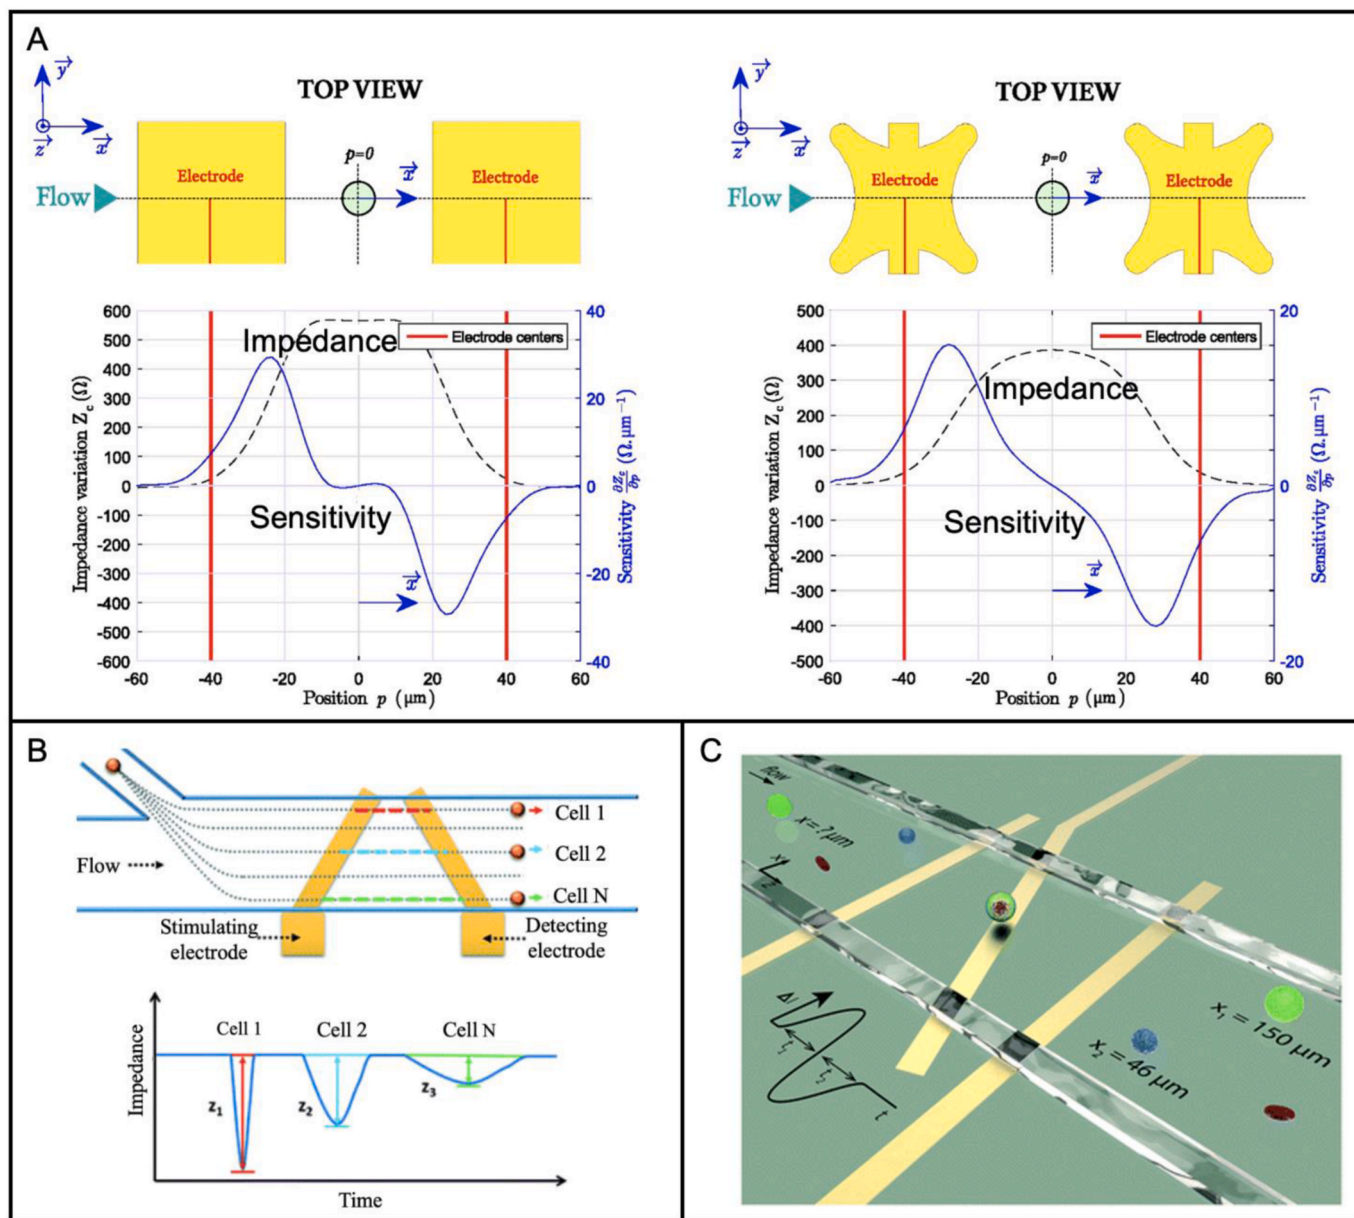 A
y
TOP VIEW
z
x
p=0
x
Electrode
Electrode
Flow
600
500
400
300
200
100
0
-100
-200
-300
-400
-500
-600
Impedance variation Z_c (Ω)
Impedance
Electrode centers
Sensitivity
x
40
20
0
-20
-40
Sensitivity ∂Z_c/∂p (Ω.μm⁻¹)
-60 -40 -20 0 20 40 60
Position p (μm)
y
TOP VIEW
z
x
p=0
x
Electrode
Electrode
Flow
500
400
300
200
100
0
-100
-200
-300
-400
-500
Impedance variation Z_c (Ω)
Electrode centers
Impedance
Sensitivity
x
20
0
-20
Sensitivity ∂Z_c/∂p (Ω.μm⁻¹)
-60 -40 -20 0 20 40 60
Position p (μm)
B
Cell 1
Cell 2
Flow
Cell N
Stimulating
electrode
Detecting
electrode
Impedance
Cell 1
Cell 2
Cell N
z₁
z₂
z₃
Time
C
flow
x=? μm
x
z
ΔI
t₁
t₂
t
x₁ = 150 μm
x₂ = 46 μm